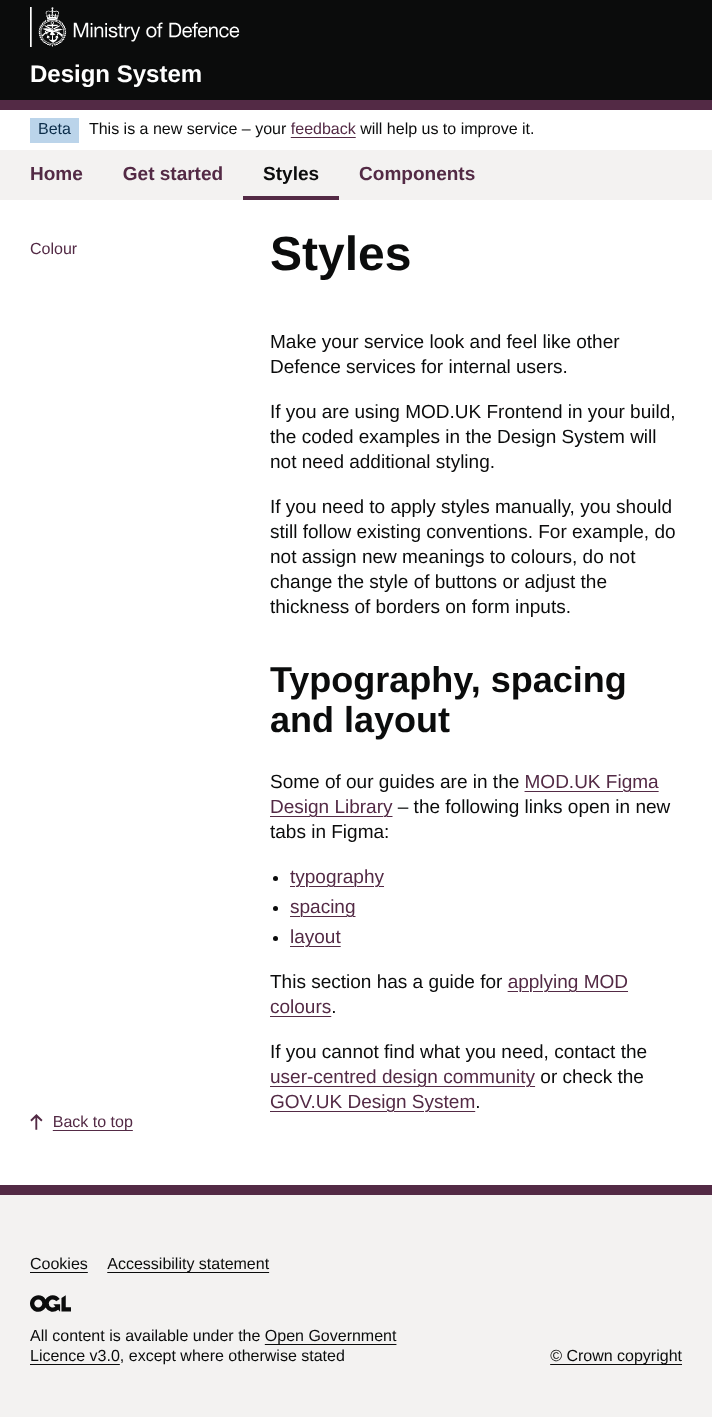 Ministry of Defence
Design System
Beta This is a new service – your feedback will help us to improve it.
Home Get started Styles Components
Colour
Styles
Make your service look and feel like other
Defence services for internal users.
If you are using MOD.UK Frontend in your build,
the coded examples in the Design System will
not need additional styling.
If you need to apply styles manually, you should
still follow existing conventions. For example, do
not assign new meanings to colours, do not
change the style of buttons or adjust the
thickness of borders on form inputs.
Typography, spacing
and layout
Some of our guides are in the MOD.UK Figma
Design Library – the following links open in new
tabs in Figma:
• typography
• spacing
• layout
This section has a guide for applying MOD
colours.
If you cannot find what you need, contact the
user-centred design community or check the
GOV.UK Design System.
Back to top
Cookies Accessibility statement
OGL
All content is available under the Open Government
Licence v3.0, except where otherwise stated
© Crown copyright